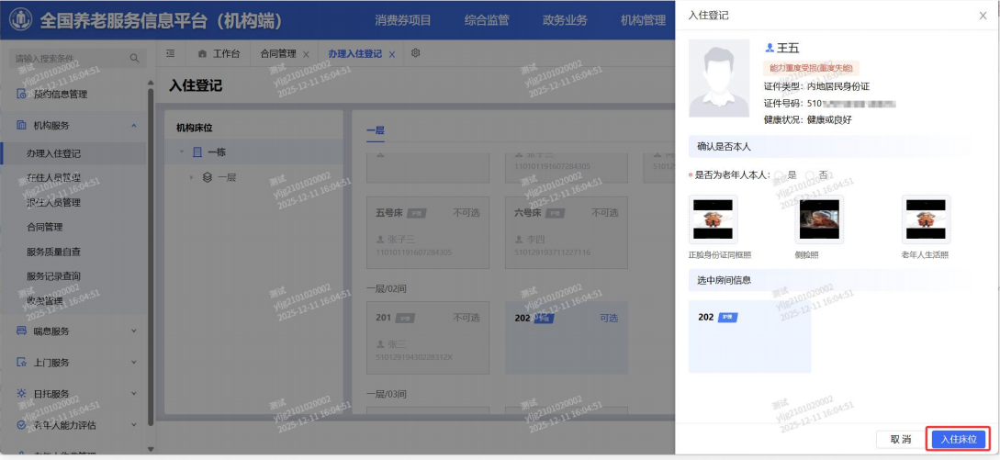 全国养老服务信息平台（机构端）
消费券项目
综合监管
政务业务
机构管理
请输入搜索条件
工作台
合同管理
办理入住登记
预约信息管理
机构服务
办理入住登记
在住人员管理
退住人员管理
合同管理
服务质量自查
服务记录查询
收费管理
喘息服务
上门服务
日托服务
老年人能力评估
入住登记
机构床位
一栋
一层
一层
110101191607284305
五号床 护理 不可选
张子三
110101191607284305
六号床 护理 不可选
李四
510129193711227116
一层/02间
201 护理 不可选
张三
51012919430228312X
202 护理 可选
一层/03间
入住登记
王五
能力重度受损(重度失能)
证件类型：内地居民身份证
证件号码：510
健康状况：健康或良好
确认是否本人
* 是否为老年人本人： 是 否
正脸身份证同框照
侧脸照
老年人生活照
选中房间信息
202 护理
取 消
入住床位
测试
yljg2101020002
2025-12-11 16:04:51